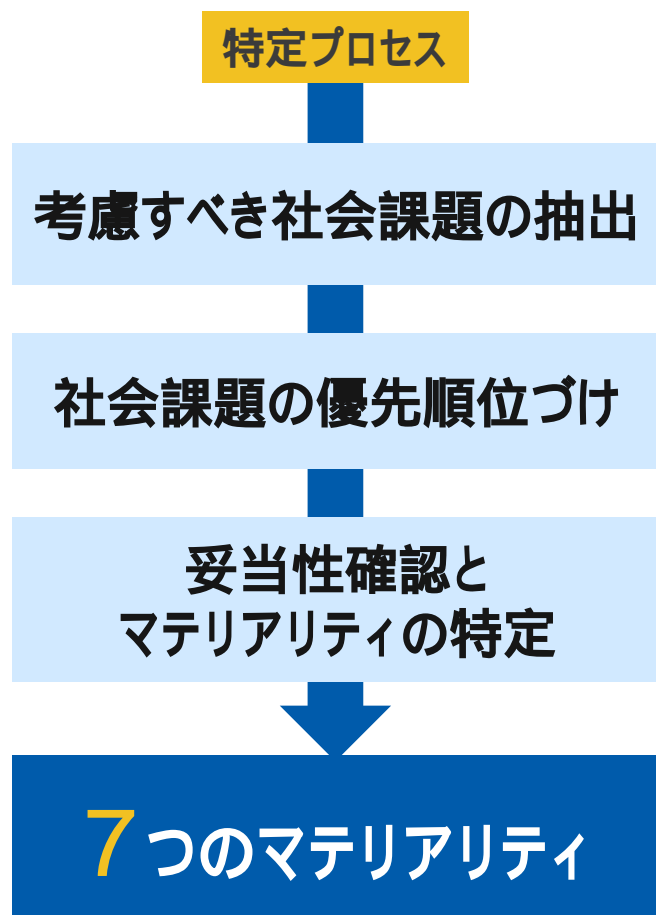 特定プロセス
考慮すべき社会課題の抽出
社会課題の優先順位づけ
妥当性確認と
マテリアリティの特定
7つのマテリアリティ